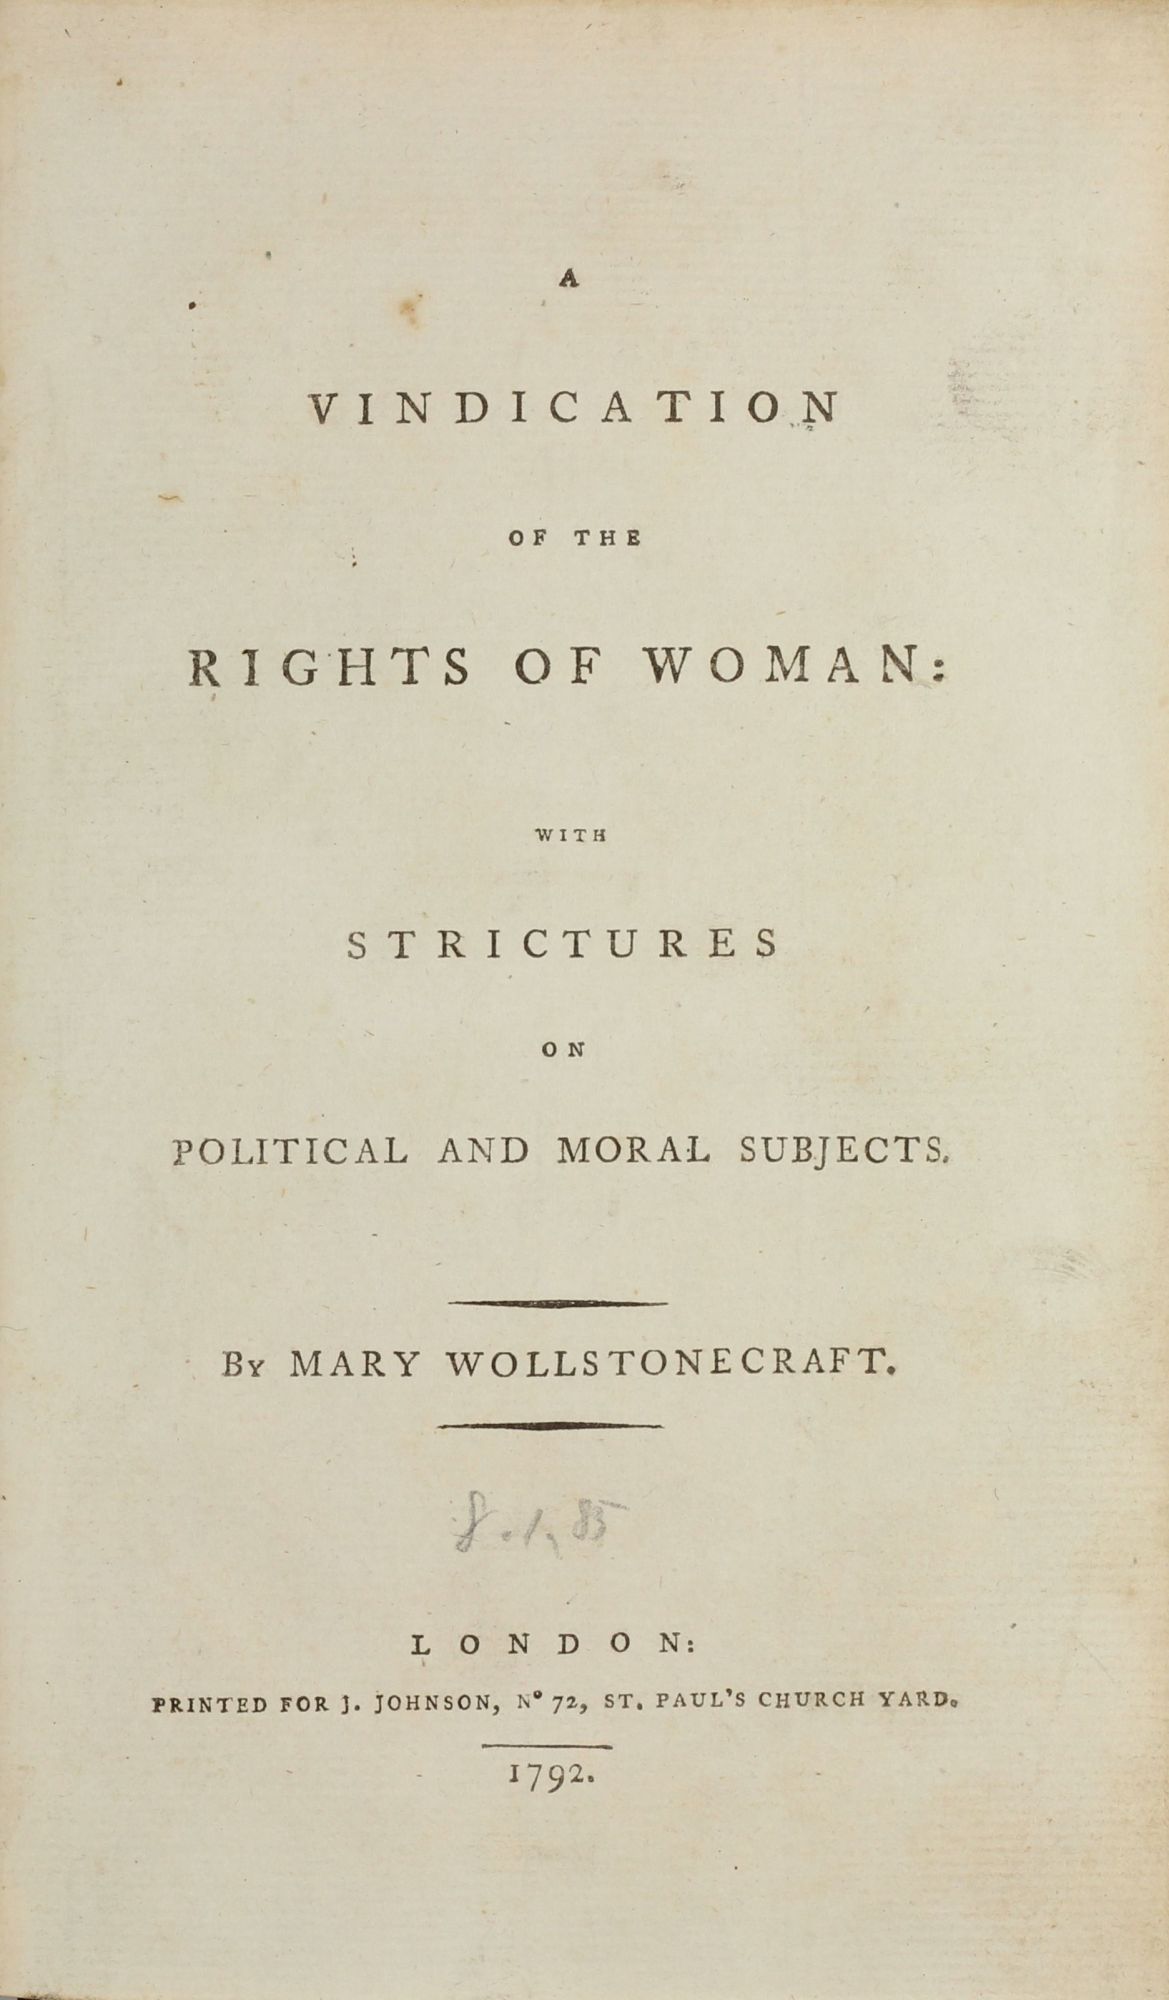 A
VINDICATION
OF THE
RIGHTS OF WOMAN:
WITH
STRICTURES
ON
POLITICAL AND MORAL SUBJECTS.
By MARY WOLLSTONECRAFT.
LONDON:
PRINTED FOR J. JOHNSON, Nº 72, ST. PAUL'S CHURCH YARD.
1792.